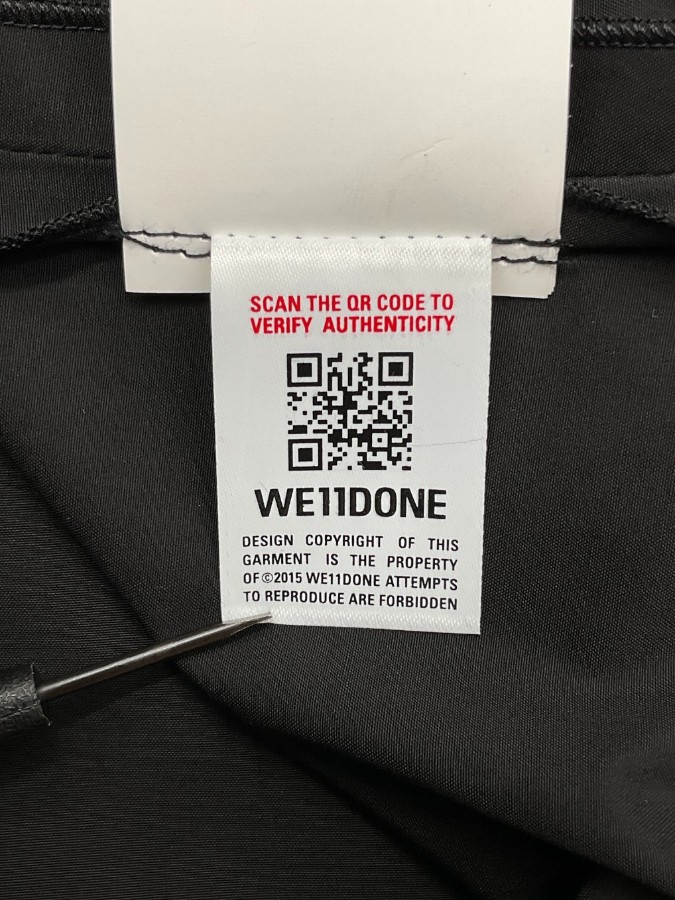 SCAN THE QR CODE TO
VERIFY AUTHENTICITY
WE11DONE
DESIGN COPYRIGHT OF THIS
GARMENT IS THE PROPERTY
OF©2015 WE11DONE ATTEMPTS
TO REPRODUCE ARE FORBIDDEN